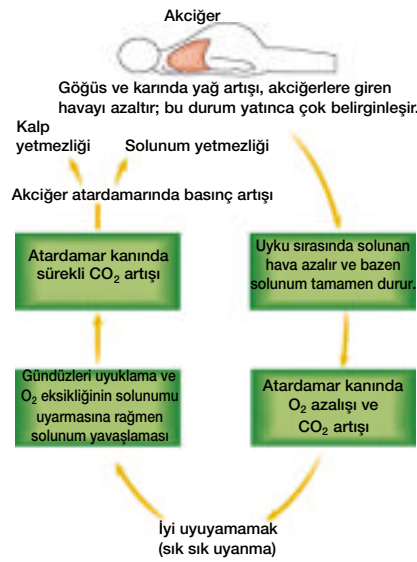 Akciğer
Göğüs ve karında yağ artışı, akciğerlere giren
havayı azaltır; bu durum yatınca çok belirginleşir.
Kalp
yetmezliği
Solunum yetmezliği
Akciğer atardamarında basınç artışı
Atardamar kanında
sürekli CO₂ artışı
Uyku sırasında solunan
hava azalır ve bazen
solunum tamamen durur.
Gündüzleri uyuklama ve
O₂ eksikliğinin solunumu
uyarmasına rağmen
solunum yavaşlaması
Atardamar kanında
O₂ azalışı ve
CO₂ artışı
İyi uyuyamamak
(sık sık uyanma)